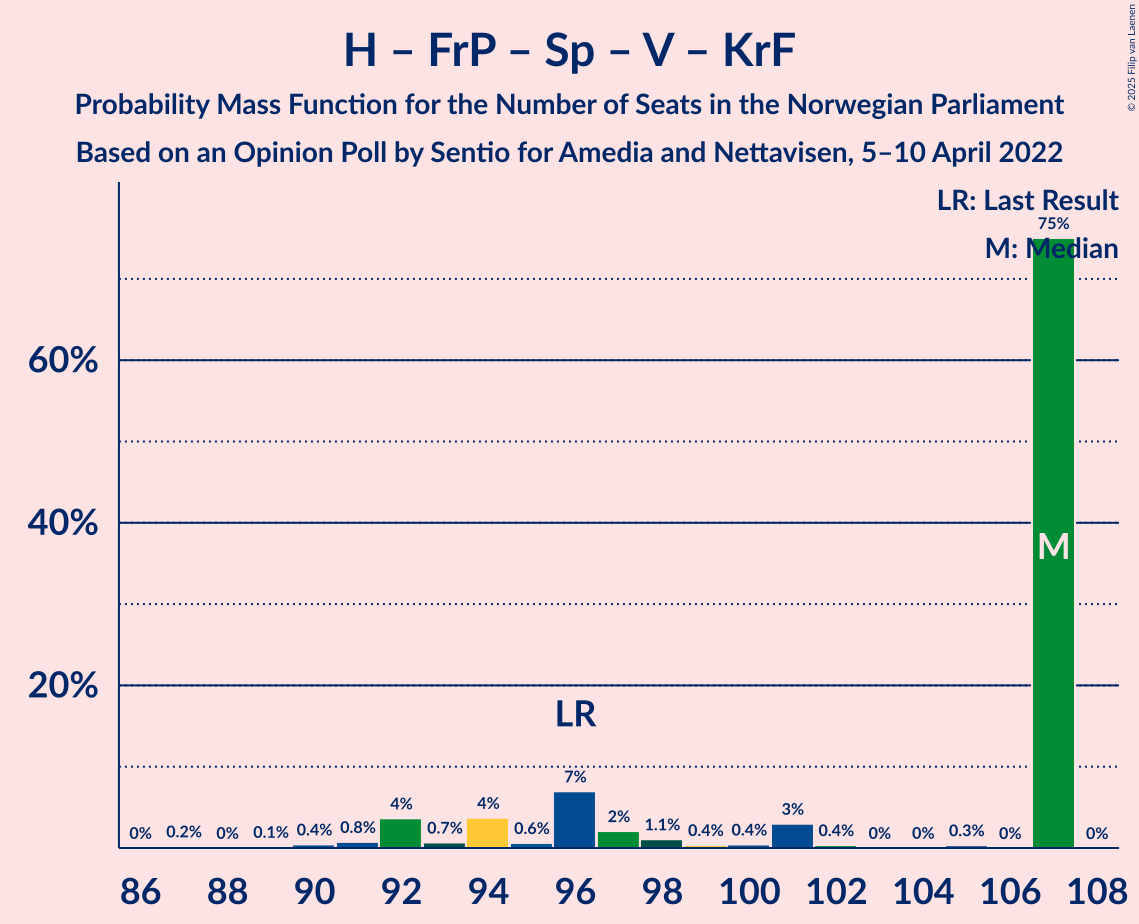 H – FrP – Sp – V – KrF
Probability Mass Function for the Number of Seats in the Norwegian Parliament
Based on an Opinion Poll by Sentio for Amedia and Nettavisen, 5–10 April 2022
© 2025 Filip van Laenen
LR: Last Result
75%
M: Median
60%
M
40%
20%
LR
0% 0.2% 0% 0.1% 0.4% 0.8% 4% 0.7% 4% 0.6% 7% 2% 1.1% 0.4% 0.4% 3% 0.4% 0% 0% 0.3% 0% 0%
86 88 90 92 94 96 98 100 102 104 106 108